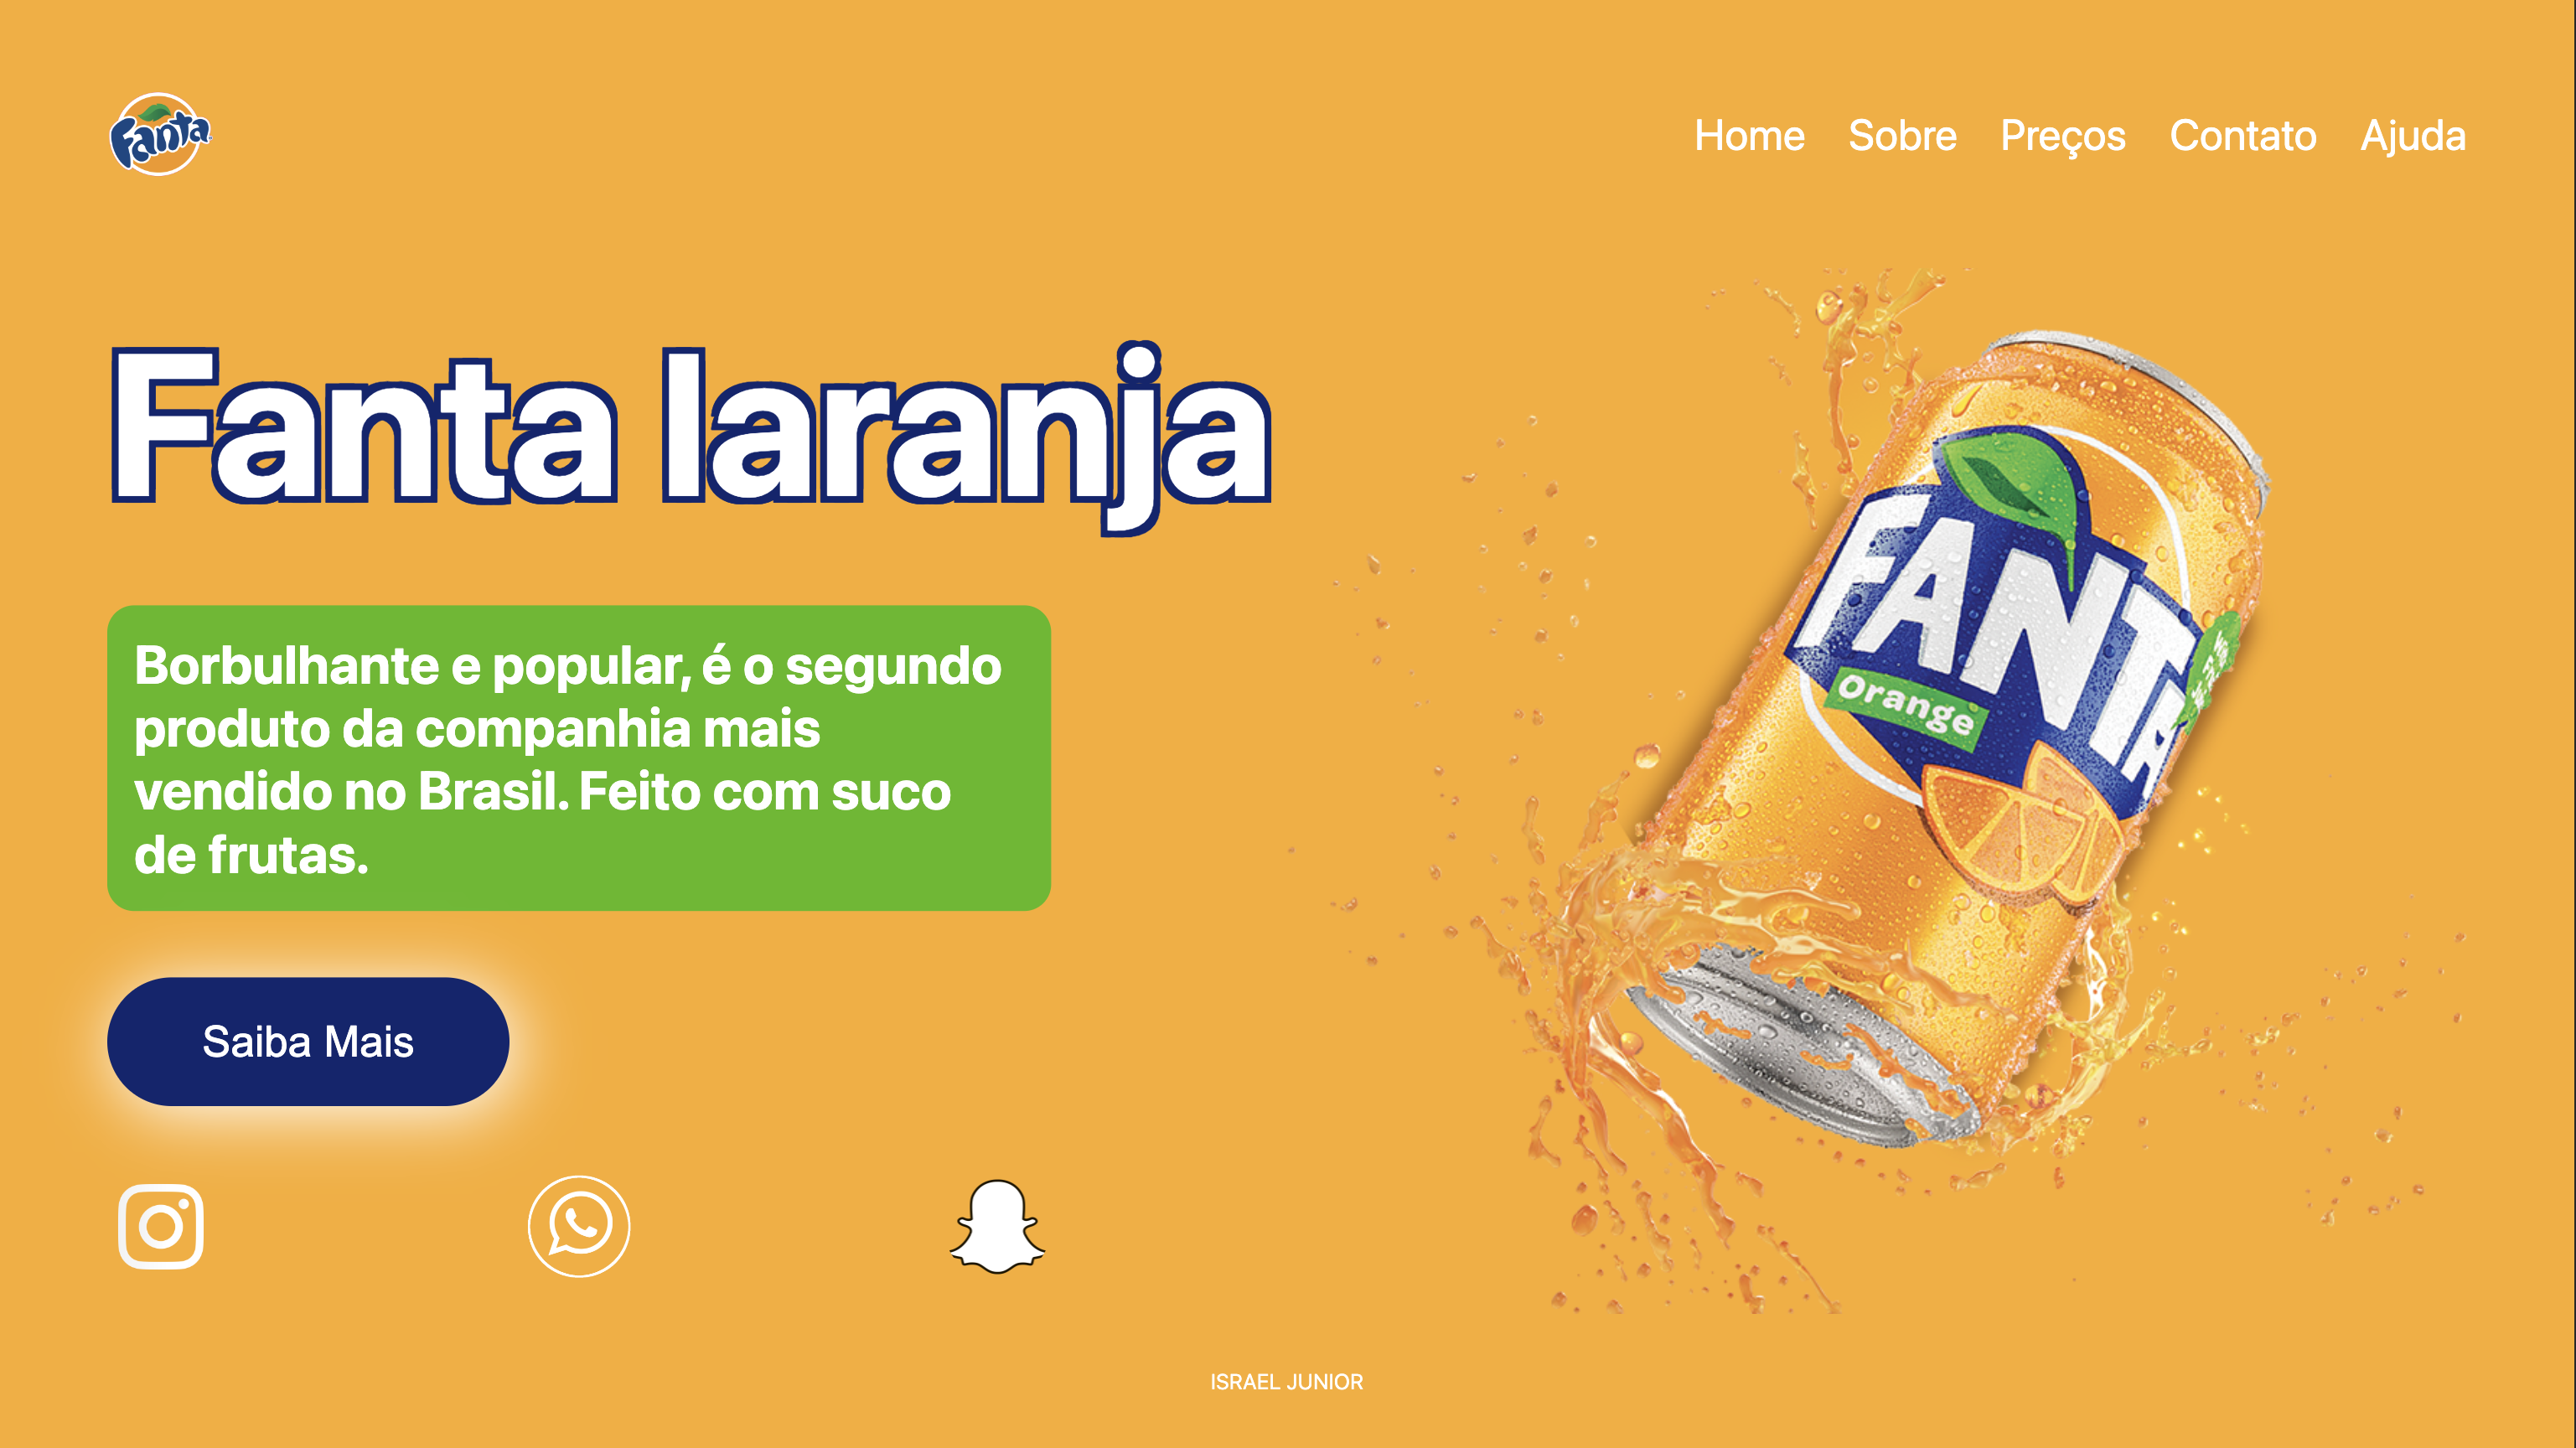 Fanta
Home Sobre Preços Contato Ajuda
Fanta laranja
Borbulhante e popular, é o segundo
produto da companhia mais
vendido no Brasil. Feito com suco
de frutas.
Saiba Mais
FANTA
Orange
ISRAEL JUNIOR